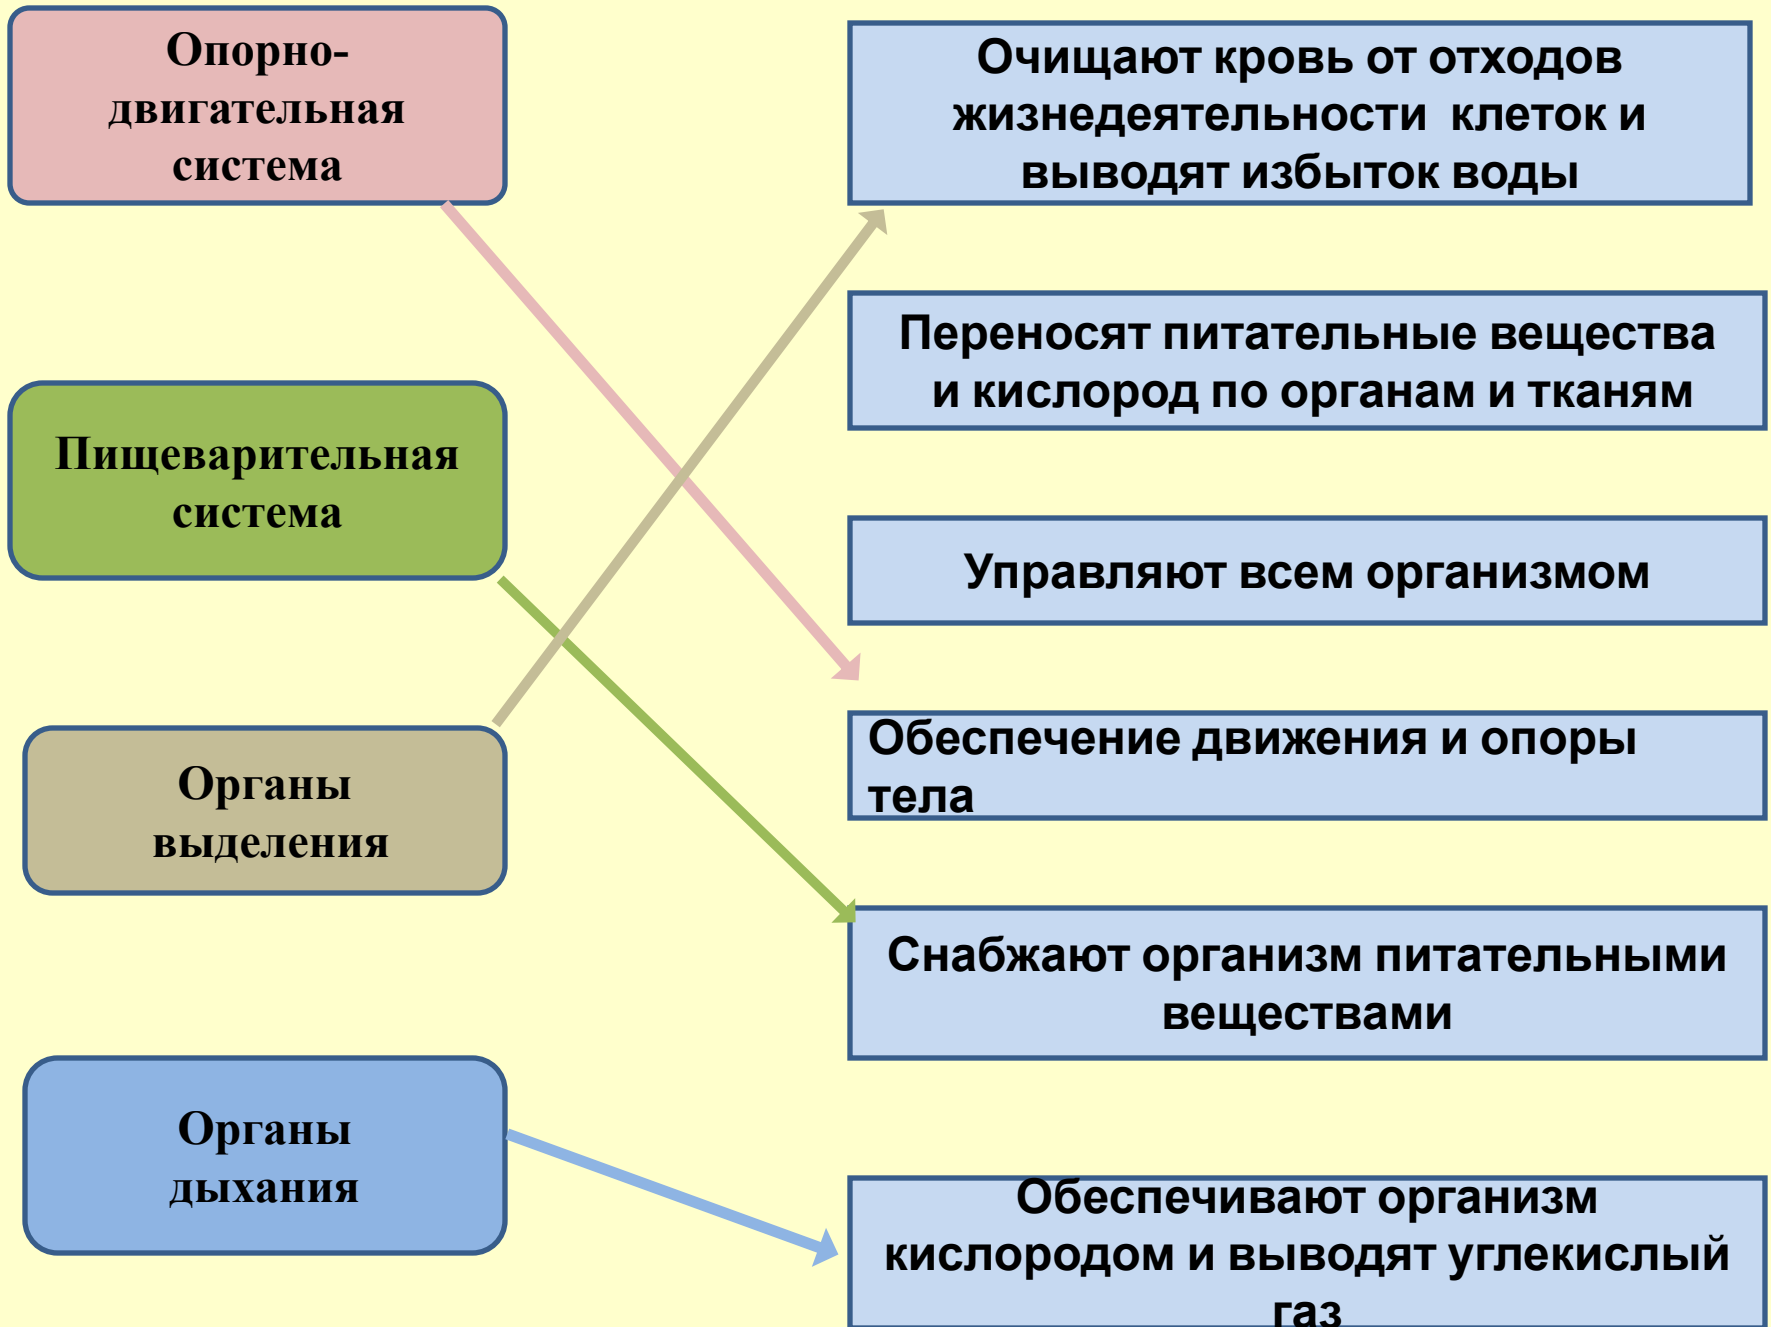 Опорно-
двигательная
система
Пищеварительная
система
Органы
выделения
Органы
дыхания
Очищают кровь от отходов
жизнедеятельности клеток и
выводят избыток воды
Переносят питательные вещества
и кислород по органам и тканям
Управляют всем организмом
Обеспечение движения и опоры
тела
Снабжают организм питательными
веществами
Обеспечивают организм
кислородом и выводят углекислый
газ